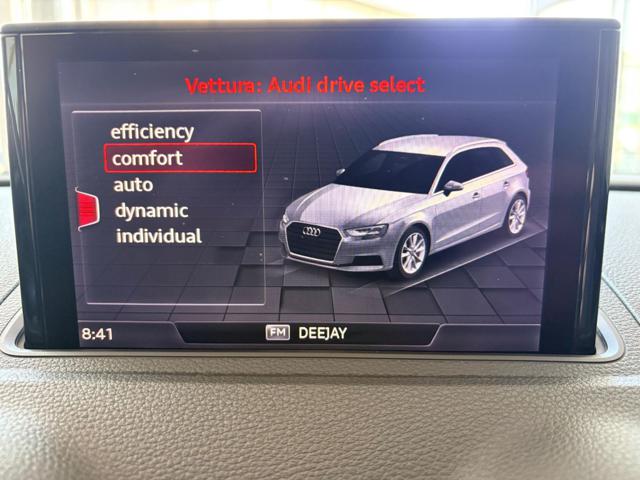 Vettura: Audi drive select
efficiency
comfort
auto
dynamic
individual
8:41
FM DEEJAY